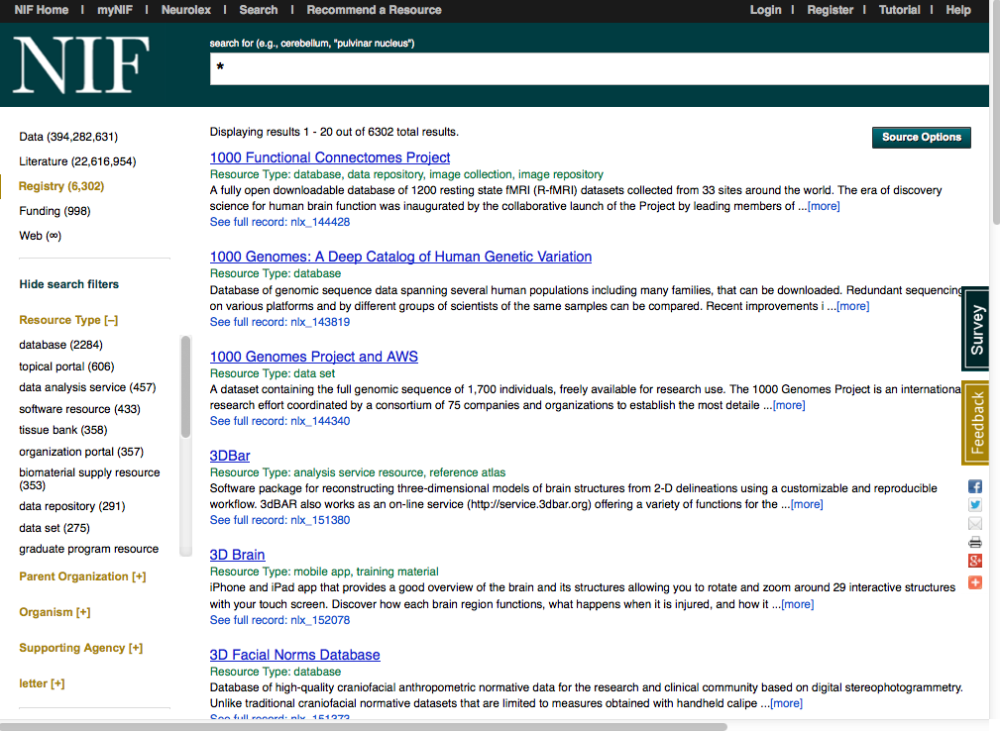 NIF Home | myNIF | Neurolex | Search | Recommend a Resource Login | Register | Tutorial | Help
NIF
search for (e.g., cerebellum, "pulvinar nucleus")
*
Data (394,282,631)
Literature (22,616,954)
Registry (6,302)
Funding (998)
Web (∞)
Hide search filters
Resource Type [–]
database (2284)
topical portal (606)
data analysis service (457)
software resource (433)
tissue bank (358)
organization portal (357)
biomaterial supply resource
(353)
data repository (291)
data set (275)
graduate program resource
Parent Organization [+]
Organism [+]
Supporting Agency [+]
letter [+]
Displaying results 1 - 20 out of 6302 total results.
Source Options
1000 Functional Connectomes Project
Resource Type: database, data repository, image collection, image repository
A fully open downloadable database of 1200 resting state fMRI (R-fMRI) datasets collected from 33 sites around the world. The era of discovery
science for human brain function was inaugurated by the collaborative launch of the Project by leading members of ...[more]
See full record: nlx_144428
1000 Genomes: A Deep Catalog of Human Genetic Variation
Resource Type: database
Database of genomic sequence data spanning several human populations including many families, that can be downloaded. Redundant sequencing
on various platforms and by different groups of scientists of the same samples can be compared. Recent improvements i ...[more]
See full record: nlx_143819
1000 Genomes Project and AWS
Resource Type: data set
A dataset containing the full genomic sequence of 1,700 individuals, freely available for research use. The 1000 Genomes Project is an internationa
research effort coordinated by a consortium of 75 companies and organizations to establish the most detaile ...[more]
See full record: nlx_144340
3DBar
Resource Type: analysis service resource, reference atlas
Software package for reconstructing three-dimensional models of brain structures from 2-D delineations using a customizable and reproducible
workflow. 3dBAR also works as an on-line service (http://service.3dbar.org) offering a variety of functions for the ...[more]
See full record: nlx_151380
3D Brain
Resource Type: mobile app, training material
iPhone and iPad app that provides a good overview of the brain and its structures allowing you to rotate and zoom around 29 interactive structures
with your touch screen. Discover how each brain region functions, what happens when it is injured, and how it ...[more]
See full record: nlx_152078
3D Facial Norms Database
Resource Type: database
Database of high-quality craniofacial anthropometric normative data for the research and clinical community based on digital stereophotogrammetry.
Unlike traditional craniofacial normative datasets that are limited to measures obtained with handheld calipe ...[more]
See full record: nlx_151373
Survey
Feedback